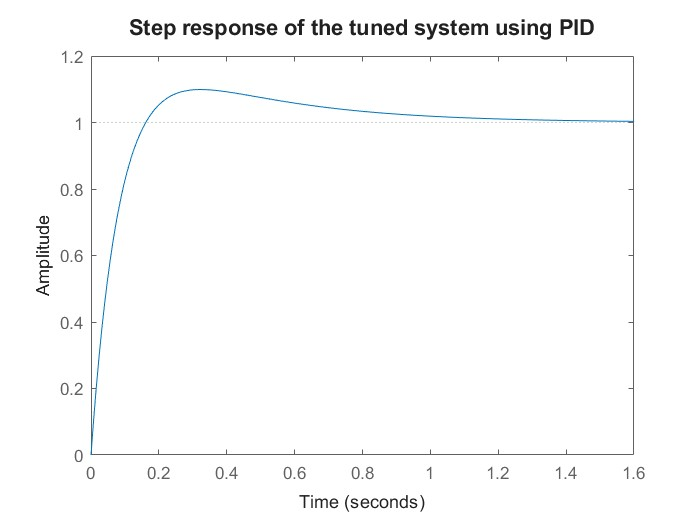 Step response of the tuned system using PID
1.2
1
0.8
0.6
0.4
0.2
0
Amplitude
0 0.2 0.4 0.6 0.8 1 1.2 1.4 1.6
Time (seconds)